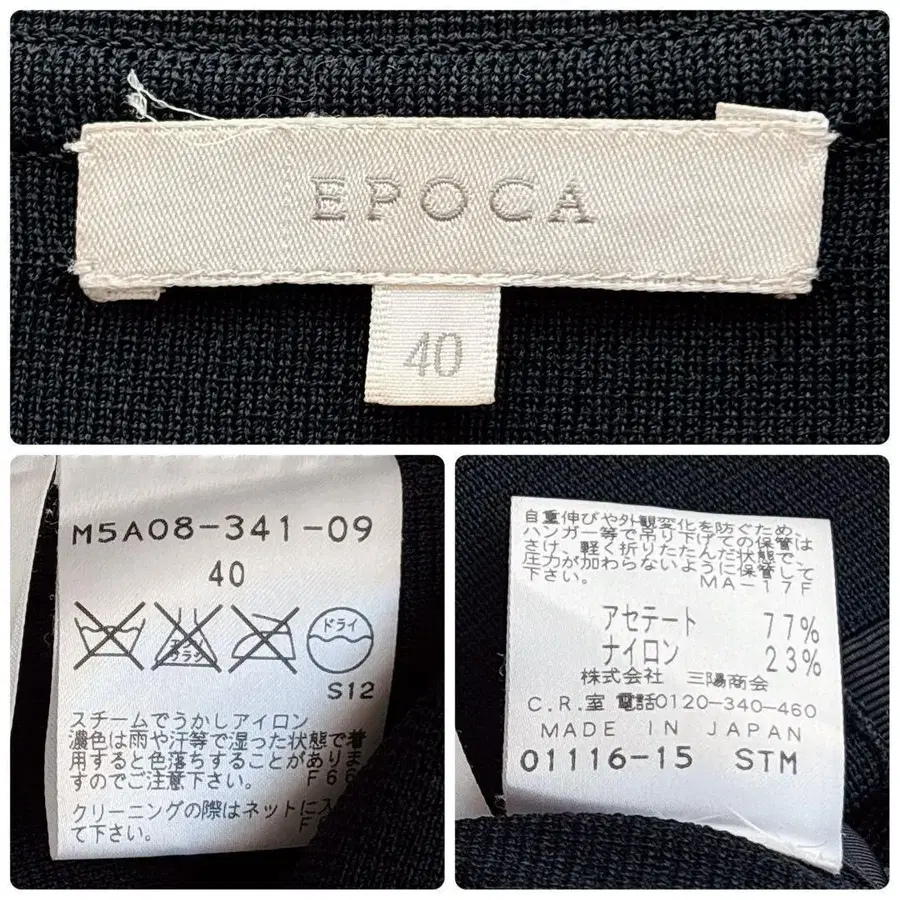 EPOCA
40
M5A08-341-09
40
エンソ
サラシ
ドライ
S12
スチームでうかしアイロン
濃色は雨や汗等で湿った状態で着
用すると色落ちすることがありま
すのでご注意下さい。 F66
クリーニングの際はネットに入
て下さい。
自重伸びや外観変化を防ぐため、
ハンガー等で吊り下げての保管は
さけ、軽く折りたたんだ状態で、
圧力が加わらないように保管して
下さい。 MA-17F
アセテート 77%
ナイロン 23%
株式会社 三陽商会
C.R.室 電話0120-340-460
MADE IN JAPAN
01116-15 STM